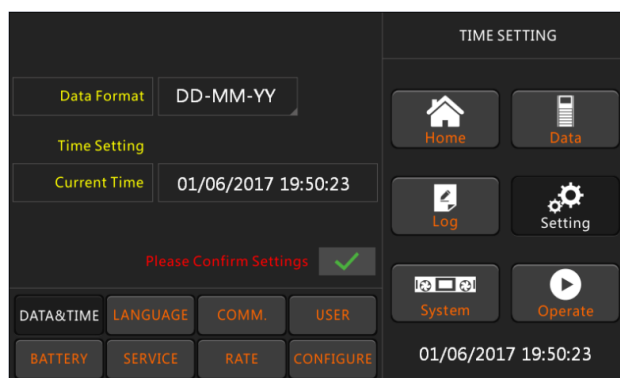 TIME SETTING
Data Format DD-MM-YY
Time Setting
Current Time 01/06/2017 19:50:23
Please Confirm Settings
Home Data
Log Setting
System Operate
DATA&TIME LANGUAGE COMM. USER
BATTERY SERVICE RATE CONFIGURE
01/06/2017 19:50:23